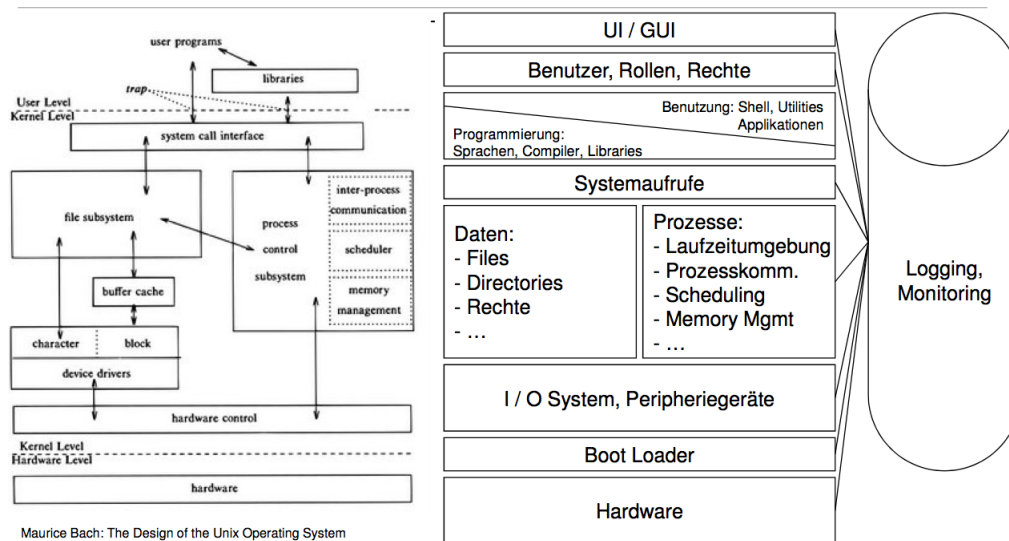 user programs
libraries
trap
User Level
Kernel Level
system call interface
file subsystem
process
control
subsystem
inter-process
communication
scheduler
memory
management
buffer cache
character
block
device drivers
hardware control
Kernel Level
Hardware Level
hardware
Maurice Bach: The Design of the Unix Operating System
-
UI / GUI
Benutzer, Rollen, Rechte
Benutzung: Shell, Utilities
Applikationen
Programmierung:
Sprachen, Compiler, Libraries
Systemaufrufe
Daten:
- Files
- Directories
- Rechte
- ...
Prozesse:
- Laufzeitumgebung
- Prozesskomm.
- Scheduling
- Memory Mgmt
- ...
I / O System, Peripheriegeräte
Boot Loader
Hardware
Logging,
Monitoring